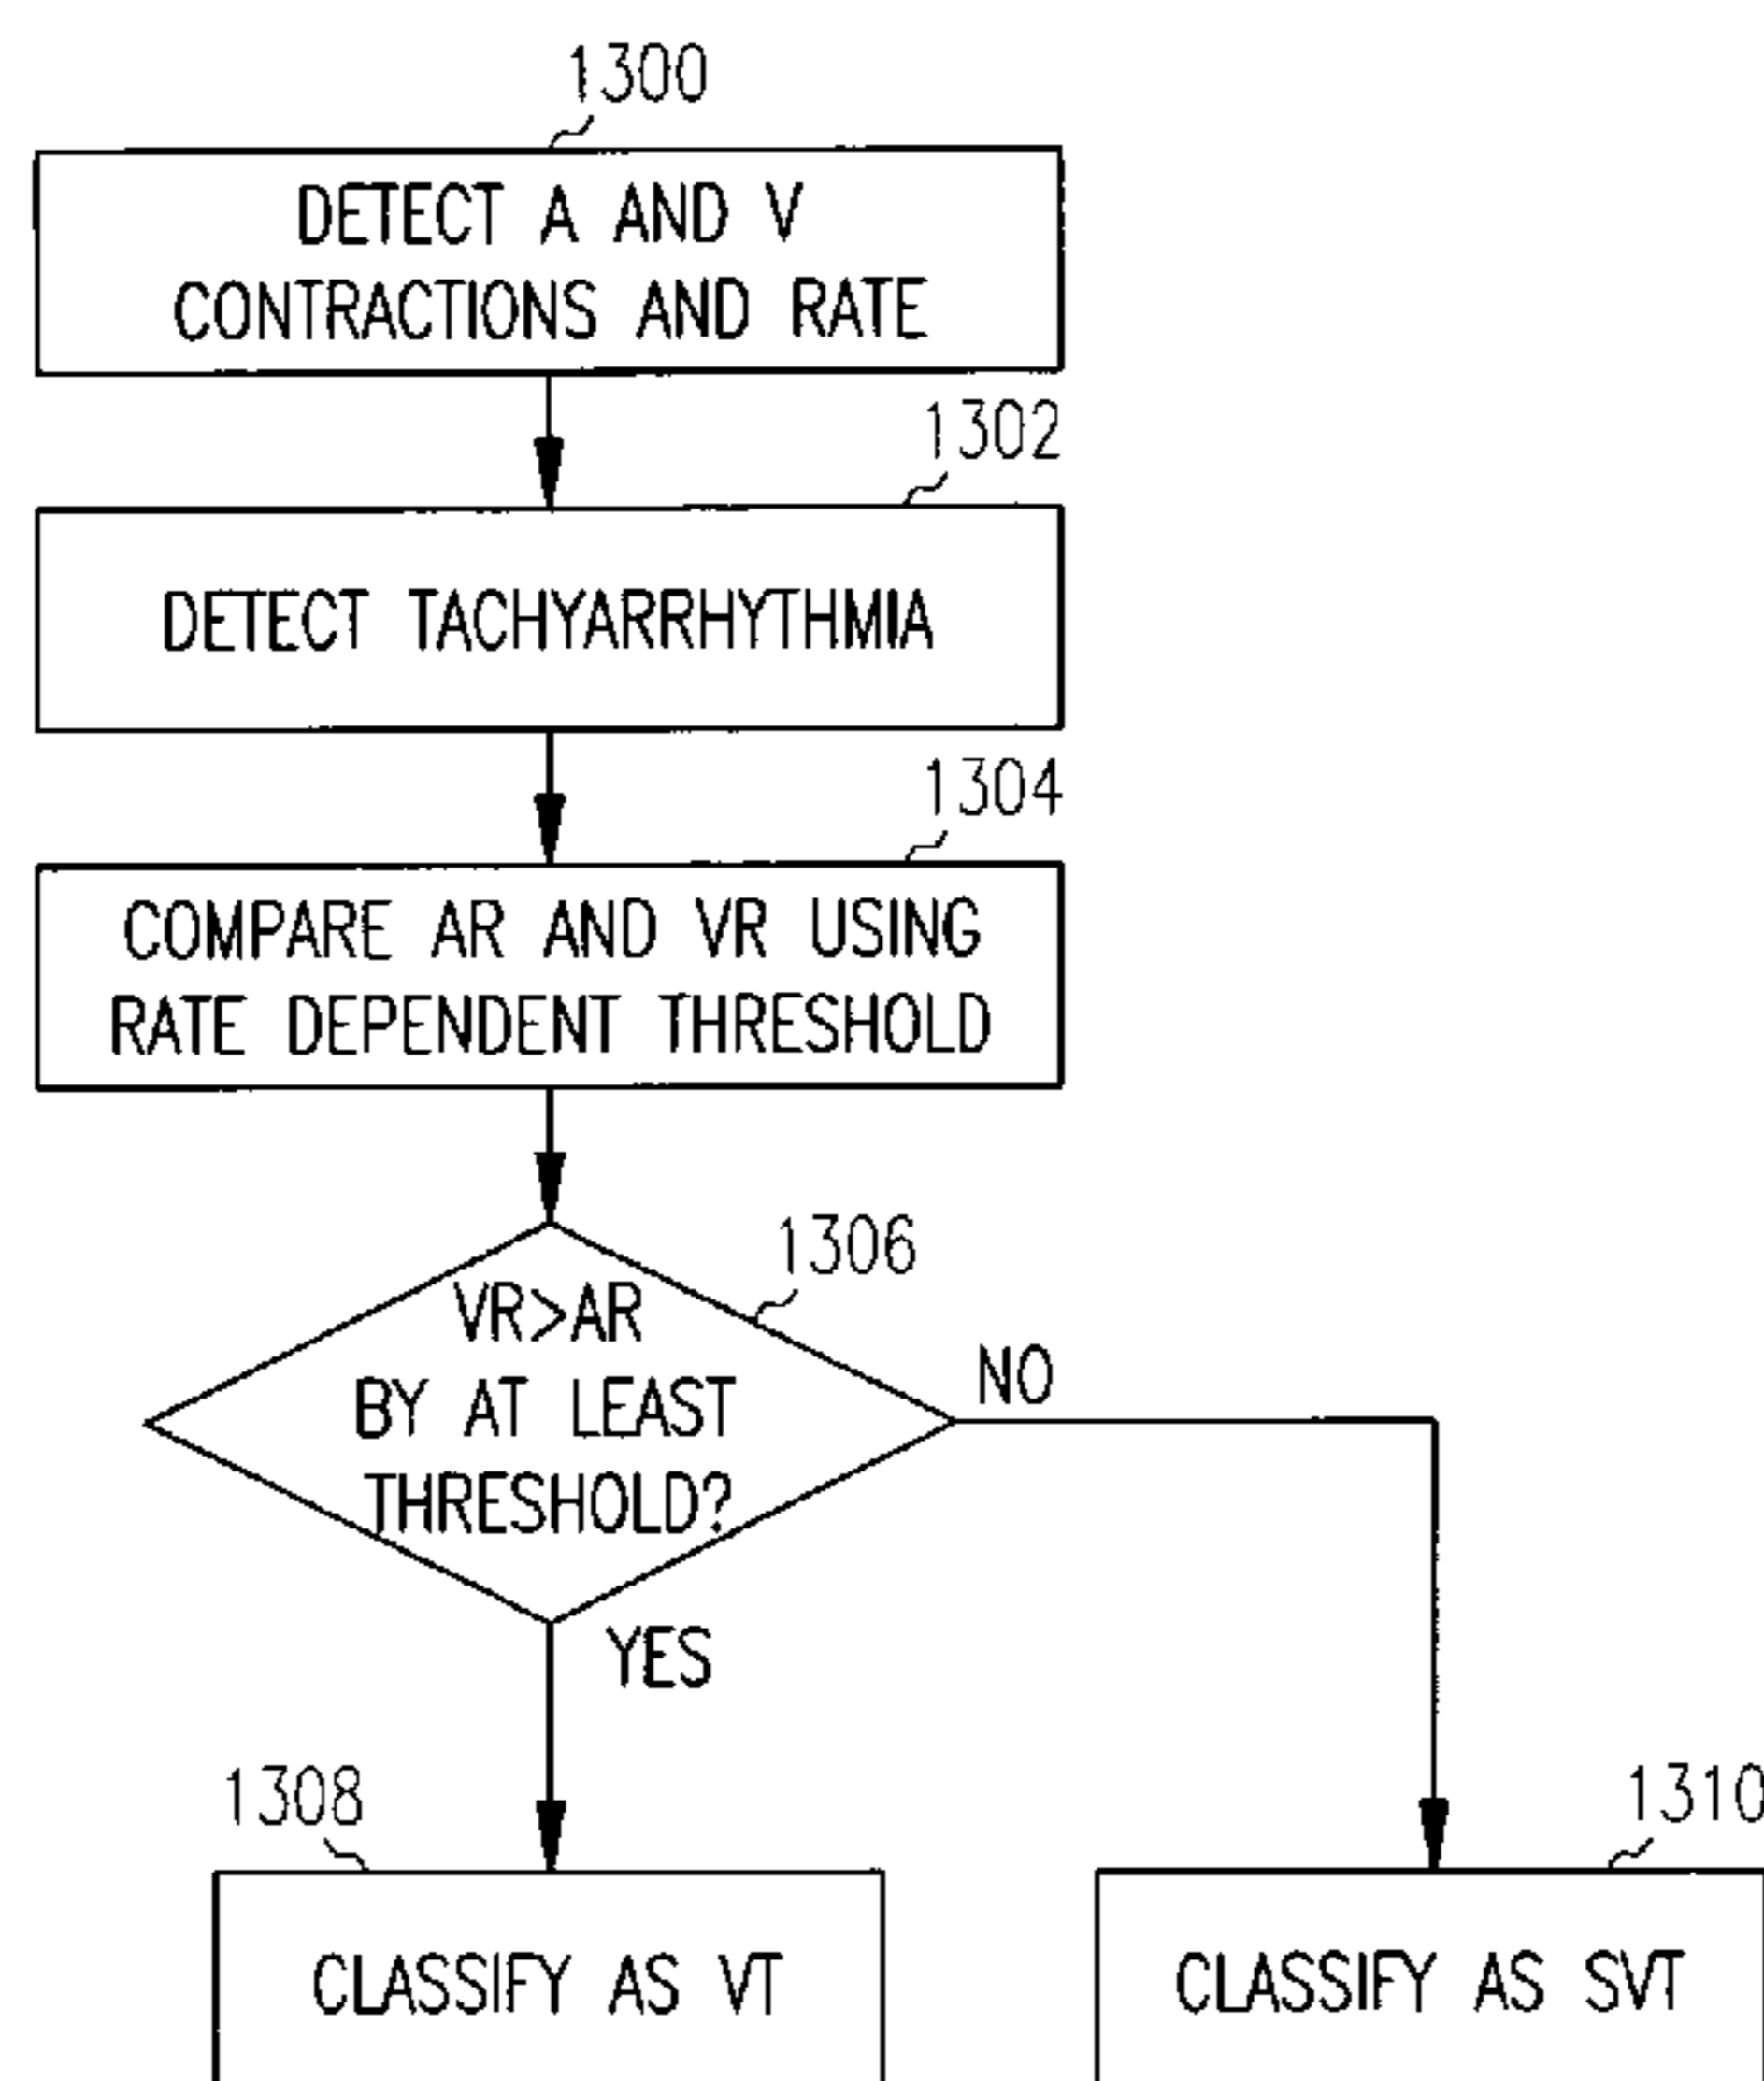 1300
DETECT A AND V
CONTRACTIONS AND RATE
1302
DETECT TACHYARRHYTHMIA
1304
COMPARE AR AND VR USING
RATE DEPENDENT THRESHOLD
1306
VR>AR
BY AT LEAST
THRESHOLD?
NO
YES
1308
1310
CLASSIFY AS VT
CLASSIFY AS SVT